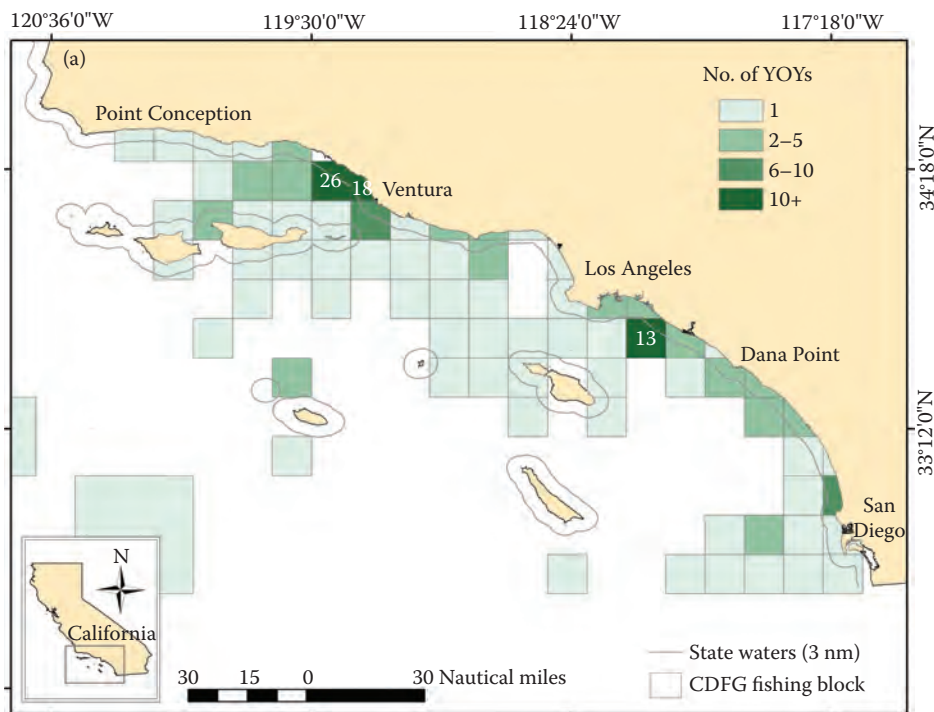 120°36'0"W 119°30'0"W 118°24'0"W 117°18'0"W
(a)
No. of YOYs
1
2–5
6–10
10+
Point Conception
34°18'0"N
26
18
Ventura
Los Angeles
13
Dana Point
33°12'0"N
San
Diego
N
California
State waters (3 nm)
CDFG fishing block
30 15 0 30 Nautical miles